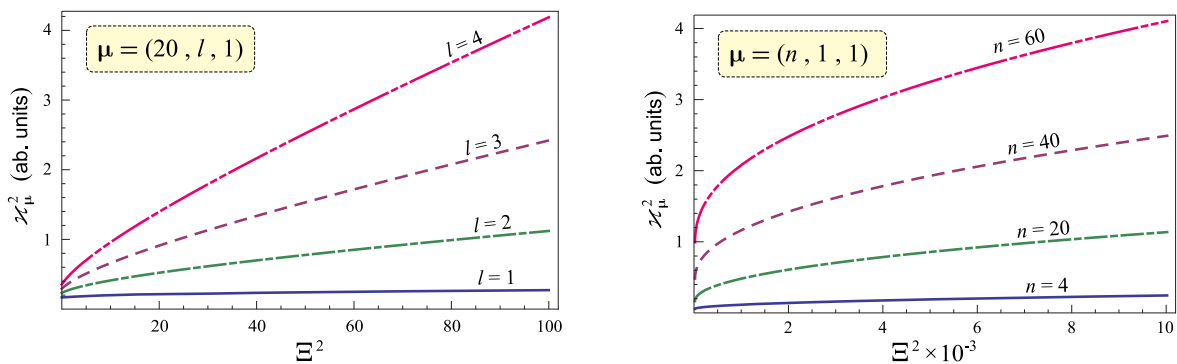 μ = (20 , l , 1)
l = 4
l = 3
l = 2
l = 1
ϰ²_μ (ab. units)
4
3
2
1
20
40
60
80
100
Ξ²
μ = (n , 1 , 1)
n = 60
n = 40
n = 20
n = 4
ϰ²_μ (ab. units)
4
3
2
1
2
4
6
8
10
Ξ² × 10⁻³